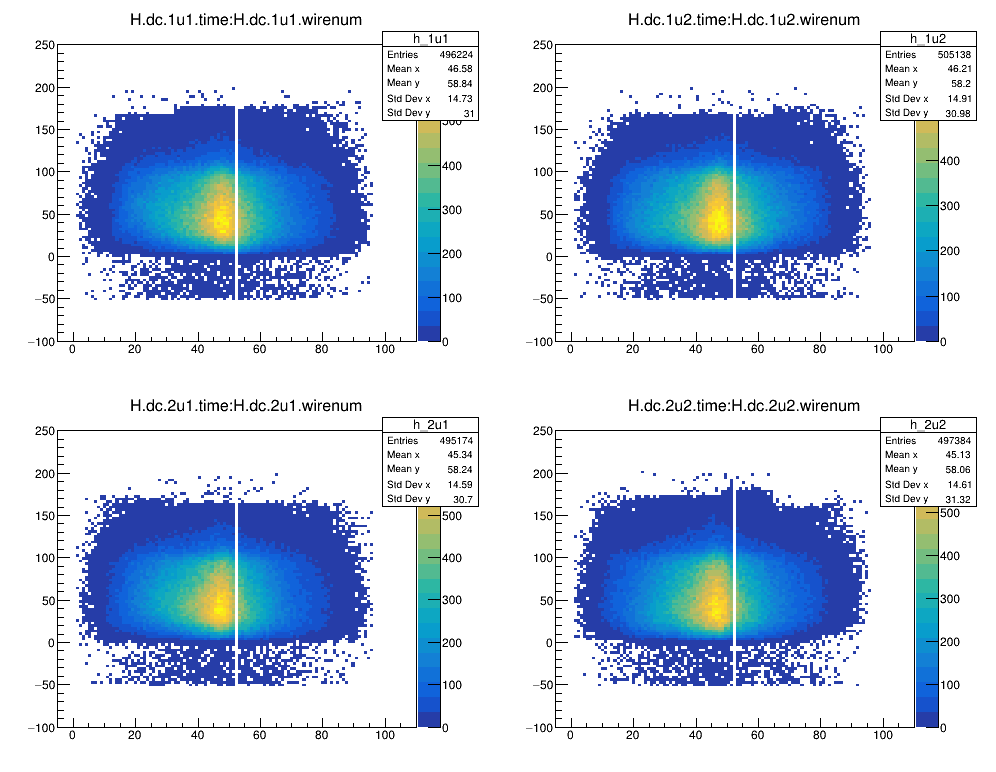 H.dc.1u1.time:H.dc.1u1.wirenum
h_1u1
Entries 496224
Mean x 46.58
Mean y 58.84
Std Dev x 14.73
Std Dev y 31
250
200
150
100
50
0
−50
−100
0 20 40 60 80 100
500
400
300
200
100
0
H.dc.1u2.time:H.dc.1u2.wirenum
h_1u2
Entries 505138
Mean x 46.21
Mean y 58.2
Std Dev x 14.91
Std Dev y 30.98
250
200
150
100
50
0
−50
−100
0 20 40 60 80 100
400
300
200
100
0
H.dc.2u1.time:H.dc.2u1.wirenum
h_2u1
Entries 495174
Mean x 45.34
Mean y 58.24
Std Dev x 14.59
Std Dev y 30.7
250
200
150
100
50
0
−50
−100
0 20 40 60 80 100
500
400
300
200
100
0
H.dc.2u2.time:H.dc.2u2.wirenum
h_2u2
Entries 497384
Mean x 45.13
Mean y 58.06
Std Dev x 14.61
Std Dev y 31.32
250
200
150
100
50
0
−50
−100
0 20 40 60 80 100
500
400
300
200
100
0